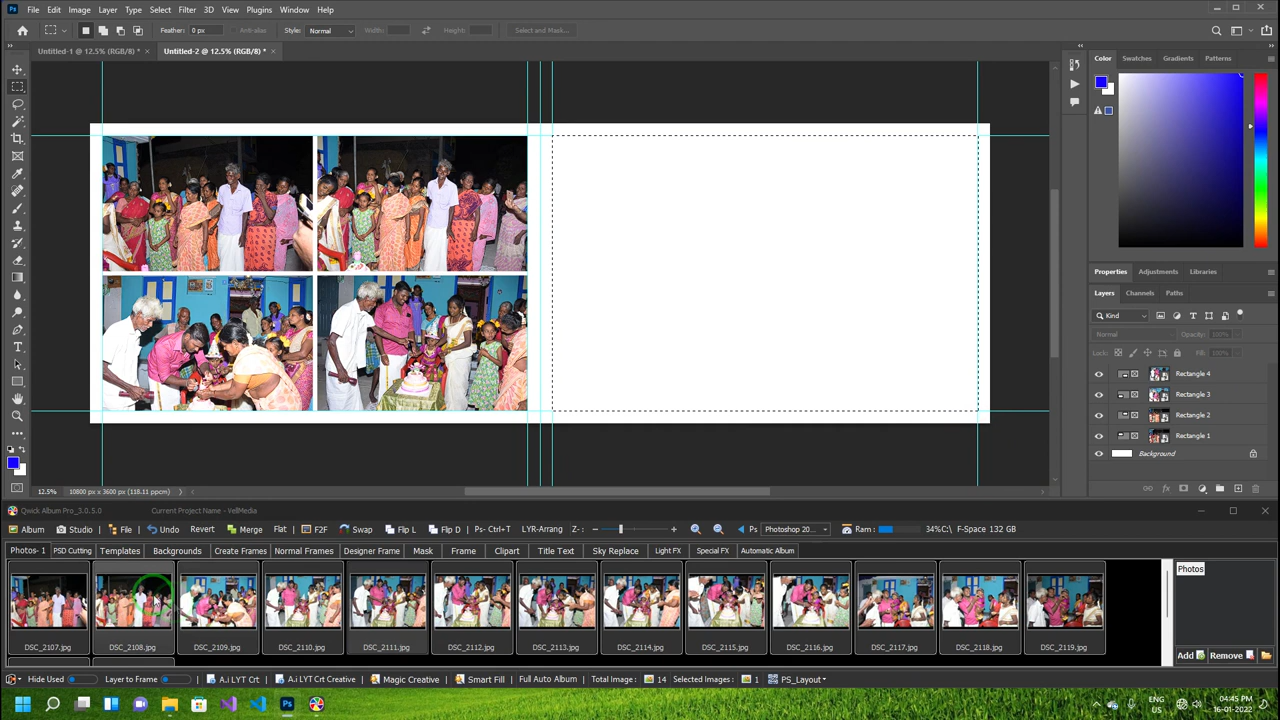 Ps File Edit Image Layer Type Select Filter 3D View Plugins Window Help
Feather: 0 px Anti-alias Style: Normal Width: Height: Select and Mask...
Untitled-1 @ 12.5% (RGB/8) * × Untitled-2 @ 12.5% (RGB/8) * ×
Color Swatches Gradients Patterns
Properties Adjustments Libraries
Layers Channels Paths
Kind
Normal Opacity: 100%
Lock: Fill: 100%
Rectangle 4
Rectangle 3
Rectangle 2
Rectangle 1
Background
12.5% 10800 px x 3600 px (118.11 ppcm)
Qwick Album Pro_3.0.5.0 Current Project Name - VellMedia
Album Studio File Undo Revert Merge Flat F2F Swap Flip L Flip D Ps- Ctrl+T LYR-Arrang Z:- Ps Photoshop 20... Ram : 34%C:\ F-Space 132 GB
Photos- 1 PSD Cutting Templates Backgrounds Create Frames Normal Frames Designer Frame Mask Frame Clipart Title Text Sky Replace Light FX Special FX Automatic Album
Photos
DSC_2107.jpg DSC_2108.jpg DSC_2109.jpg DSC_2110.jpg DSC_2111.jpg DSC_2112.jpg DSC_2113.jpg DSC_2114.jpg DSC_2115.jpg DSC_2116.jpg DSC_2117.jpg DSC_2118.jpg DSC_2119.jpg
Add Remove
Hide Used Layer to Frame A.i LYT Crt A.i LYT Crt Creative Magic Creative Smart Fill Full Auto Album Total Image : 14 Selected Images : 1 PS_Layout
ENG
US
04:45 PM
16-01-2022